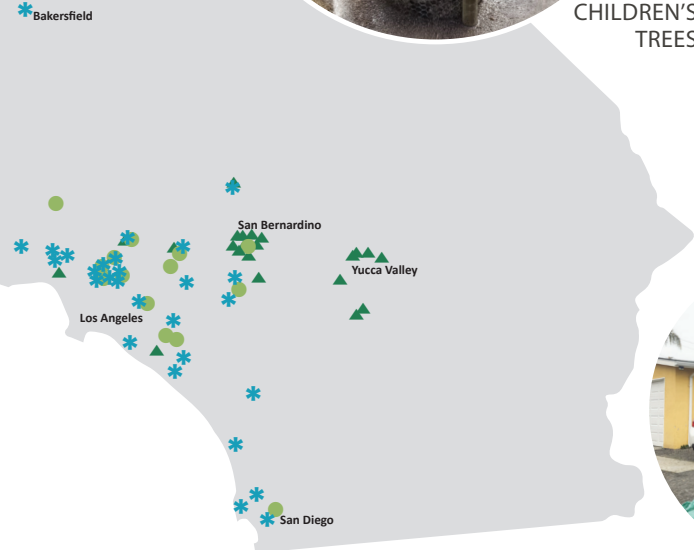 CHILDREN'S
TREES
Bakersfield
San Bernardino
Yucca Valley
Los Angeles
San Diego